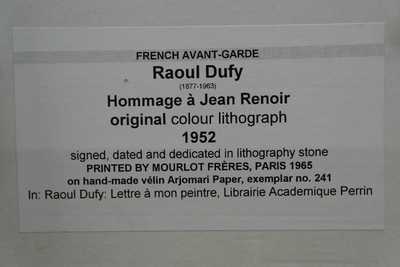 FRENCH AVANT-GARDE
Raoul Dufy
(1877-1963)
Hommage à Jean Renoir
original colour lithograph
1952
signed, dated and dedicated in lithography stone
PRINTED BY MOURLOT FRÈRES, PARIS 1965
on hand-made vélin Arjomari Paper, exemplar no. 241
In: Raoul Dufy: Lettre à mon peintre, Librairie Academique Perrin